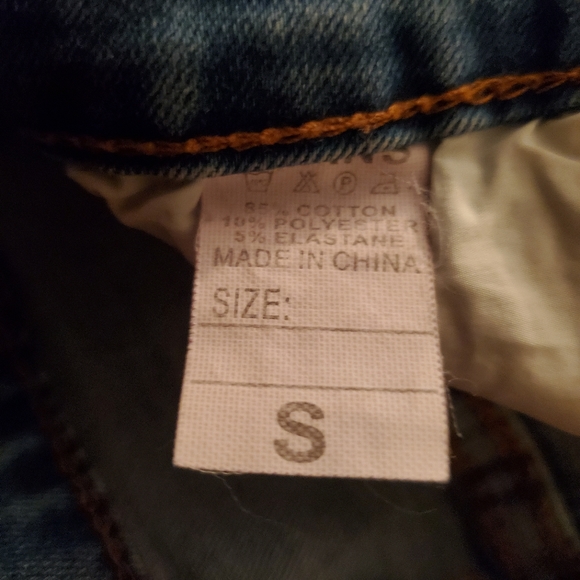 85% COTTON
10% POLYESTER
5% ELASTANE
MADE IN CHINA
SIZE:
S